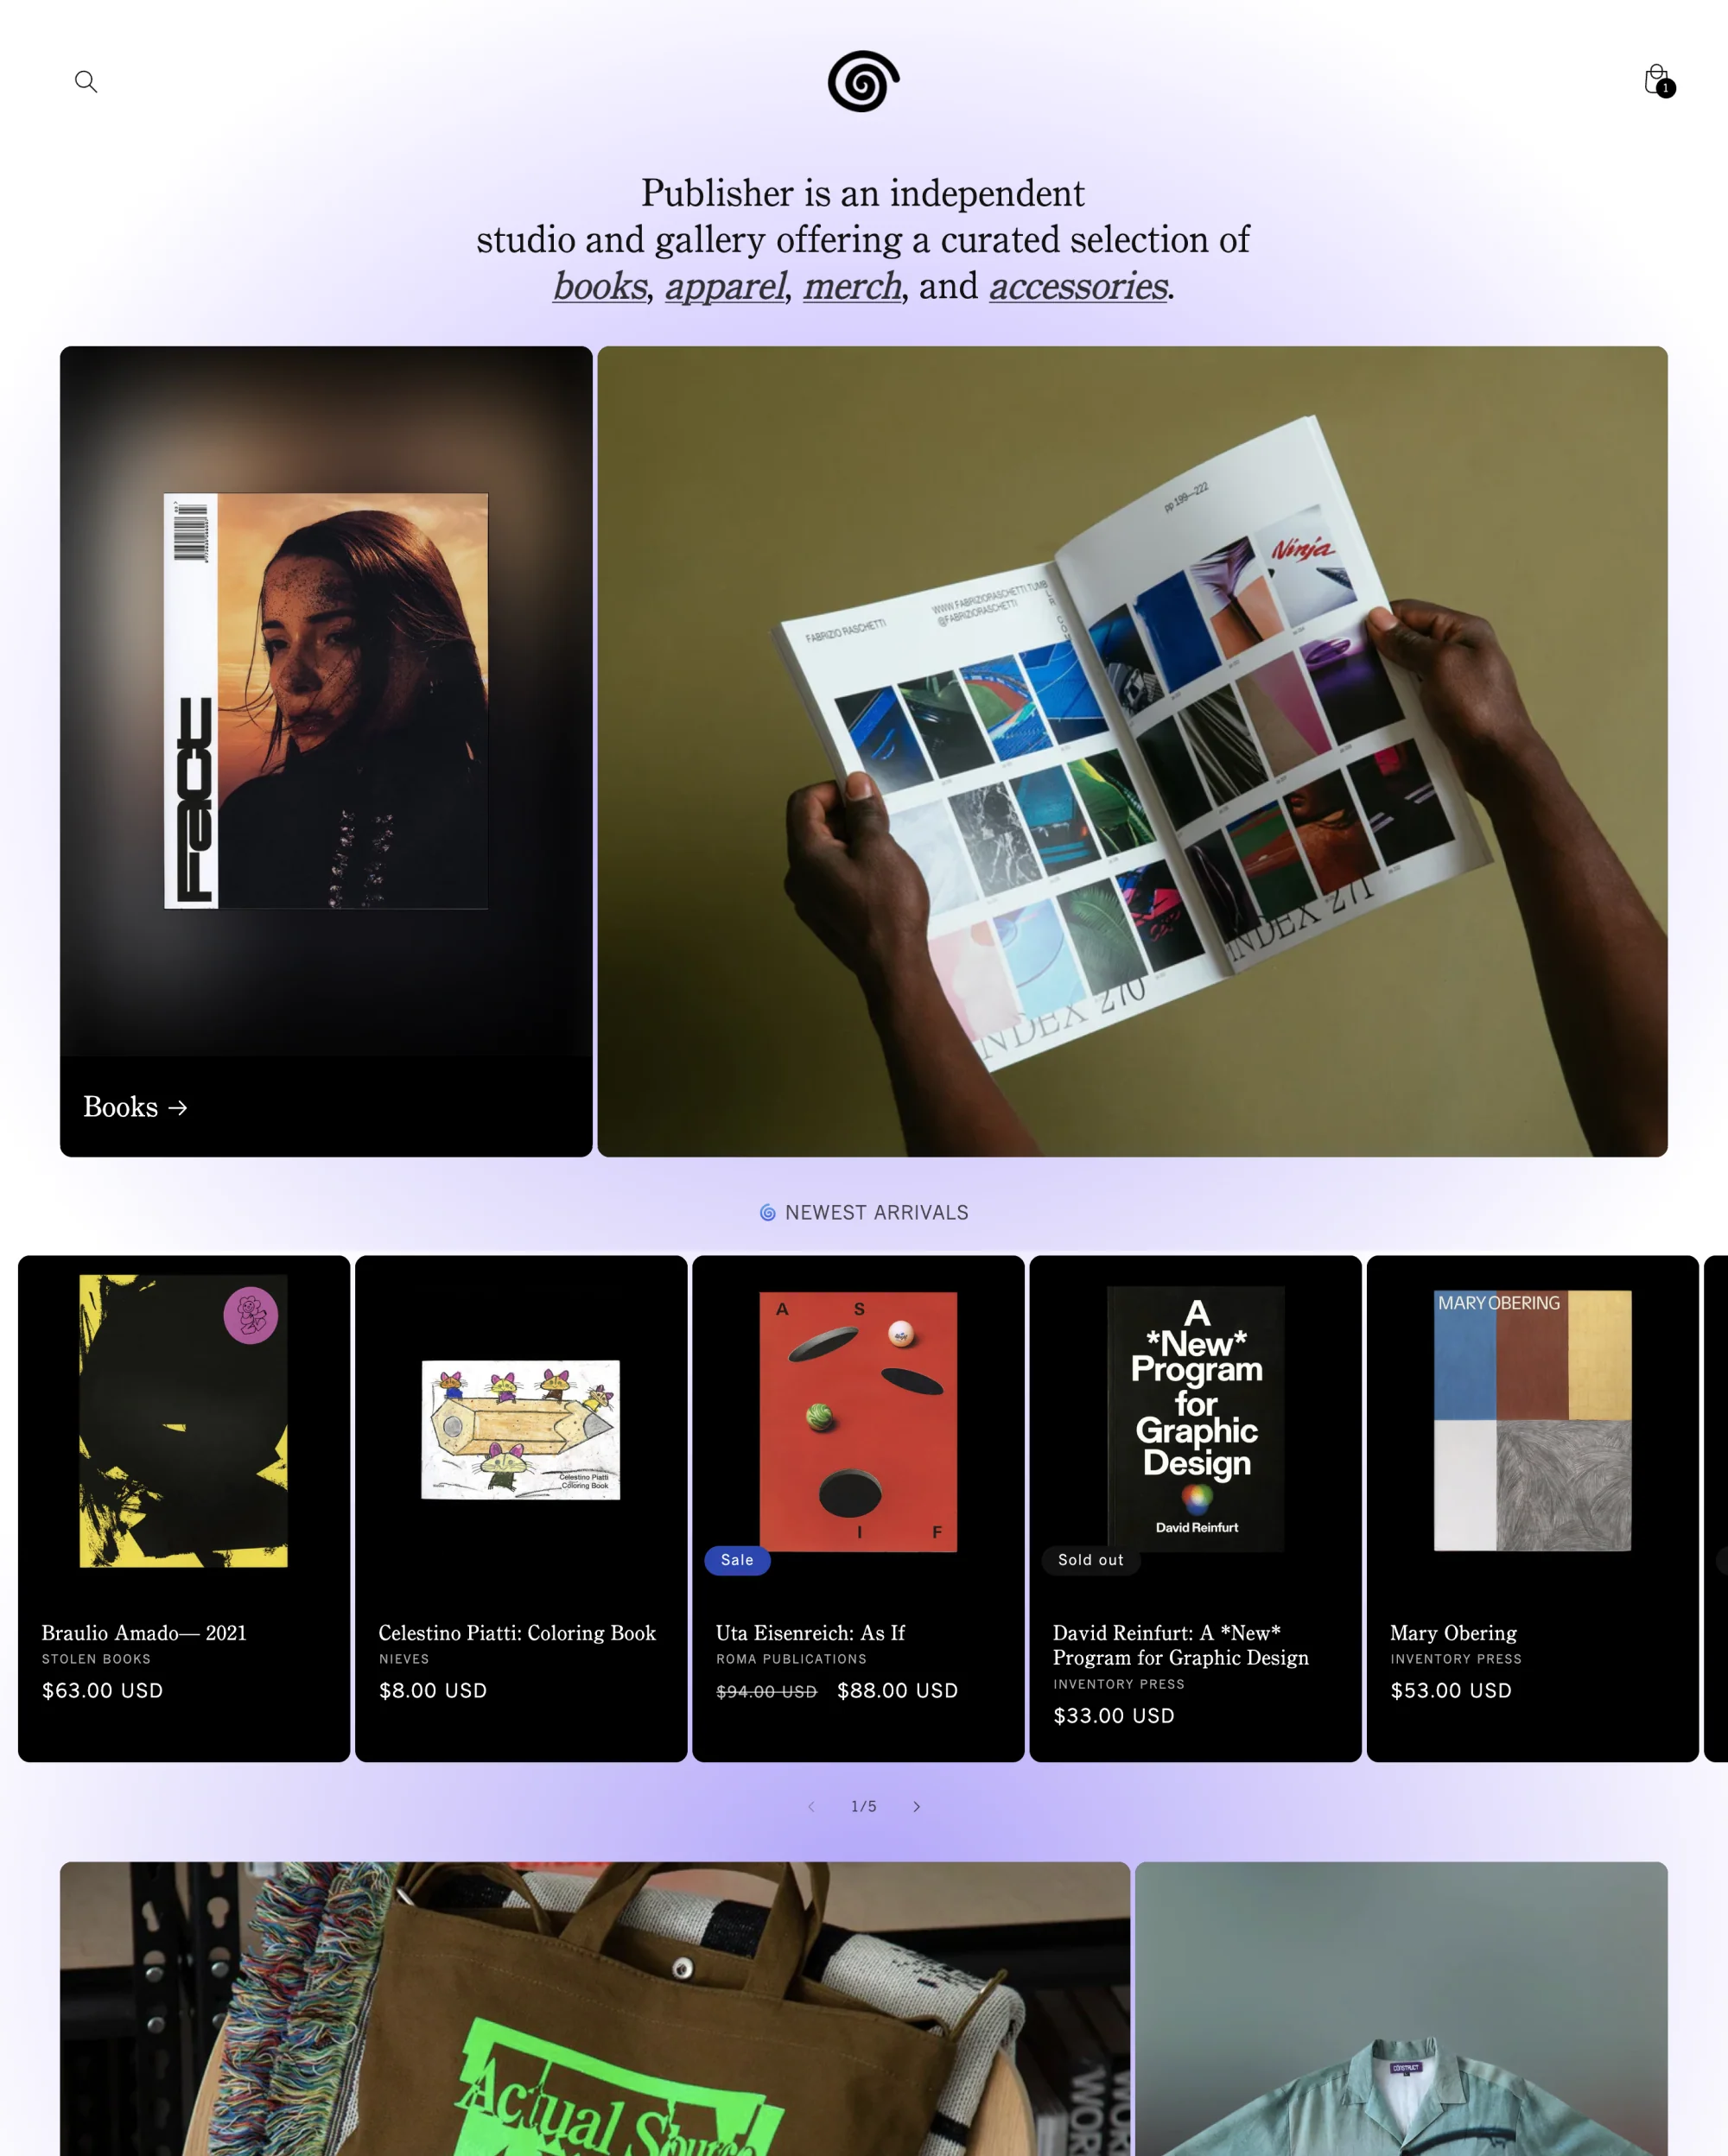 1
Publisher is an independent
studio and gallery offering a curated selection of
books, apparel, merch, and accessories.
Fact
FABRIZIO RASCHETTI
WWW FABRIZIORASCHETTI TUMBLR COM
@FABRIZIORASCHETTI
pp 199—222
Ninja
INDEX 270
INDEX 271
Books →
🌀 NEWEST ARRIVALS
Celestino Piatti
Coloring Book
A S
I F
Sale
A
*New*
Program
for
Graphic
Design
David Reinfurt
Sold out
MARY OBERING
Braulio Amado— 2021
STOLEN BOOKS
$63.00 USD
Celestino Piatti: Coloring Book
NIEVES
$8.00 USD
Uta Eisenreich: As If
ROMA PUBLICATIONS
$94.00 USD $88.00 USD
David Reinfurt: A *New*
Program for Graphic Design
INVENTORY PRESS
$33.00 USD
Mary Obering
INVENTORY PRESS
$53.00 USD
1/5
Actual Source
CONSTRUCT